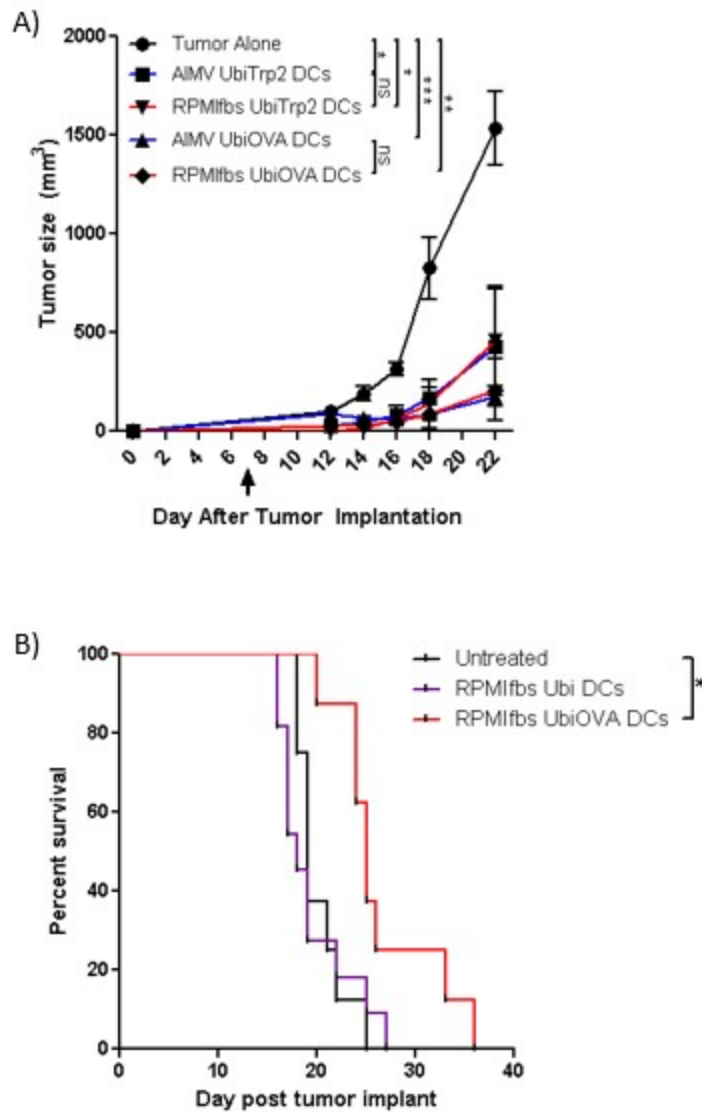 A)
2000
1500
1000
500
0
Tumor size (mm³)
Tumor Alone
AIMV UbiTrp2 DCs
RPMIfbs UbiTrp2 DCs
AIMV UbiOVA DCs
RPMIfbs UbiOVA DCs
*
ns
*
***
**
ns
0 2 4 6 8 10 12 14 16 18 20 22
Day After Tumor Implantation
B)
100
80
60
40
20
0
Percent survival
Untreated
RPMIfbs Ubi DCs
RPMIfbs UbiOVA DCs
*
0 10 20 30 40
Day post tumor implant